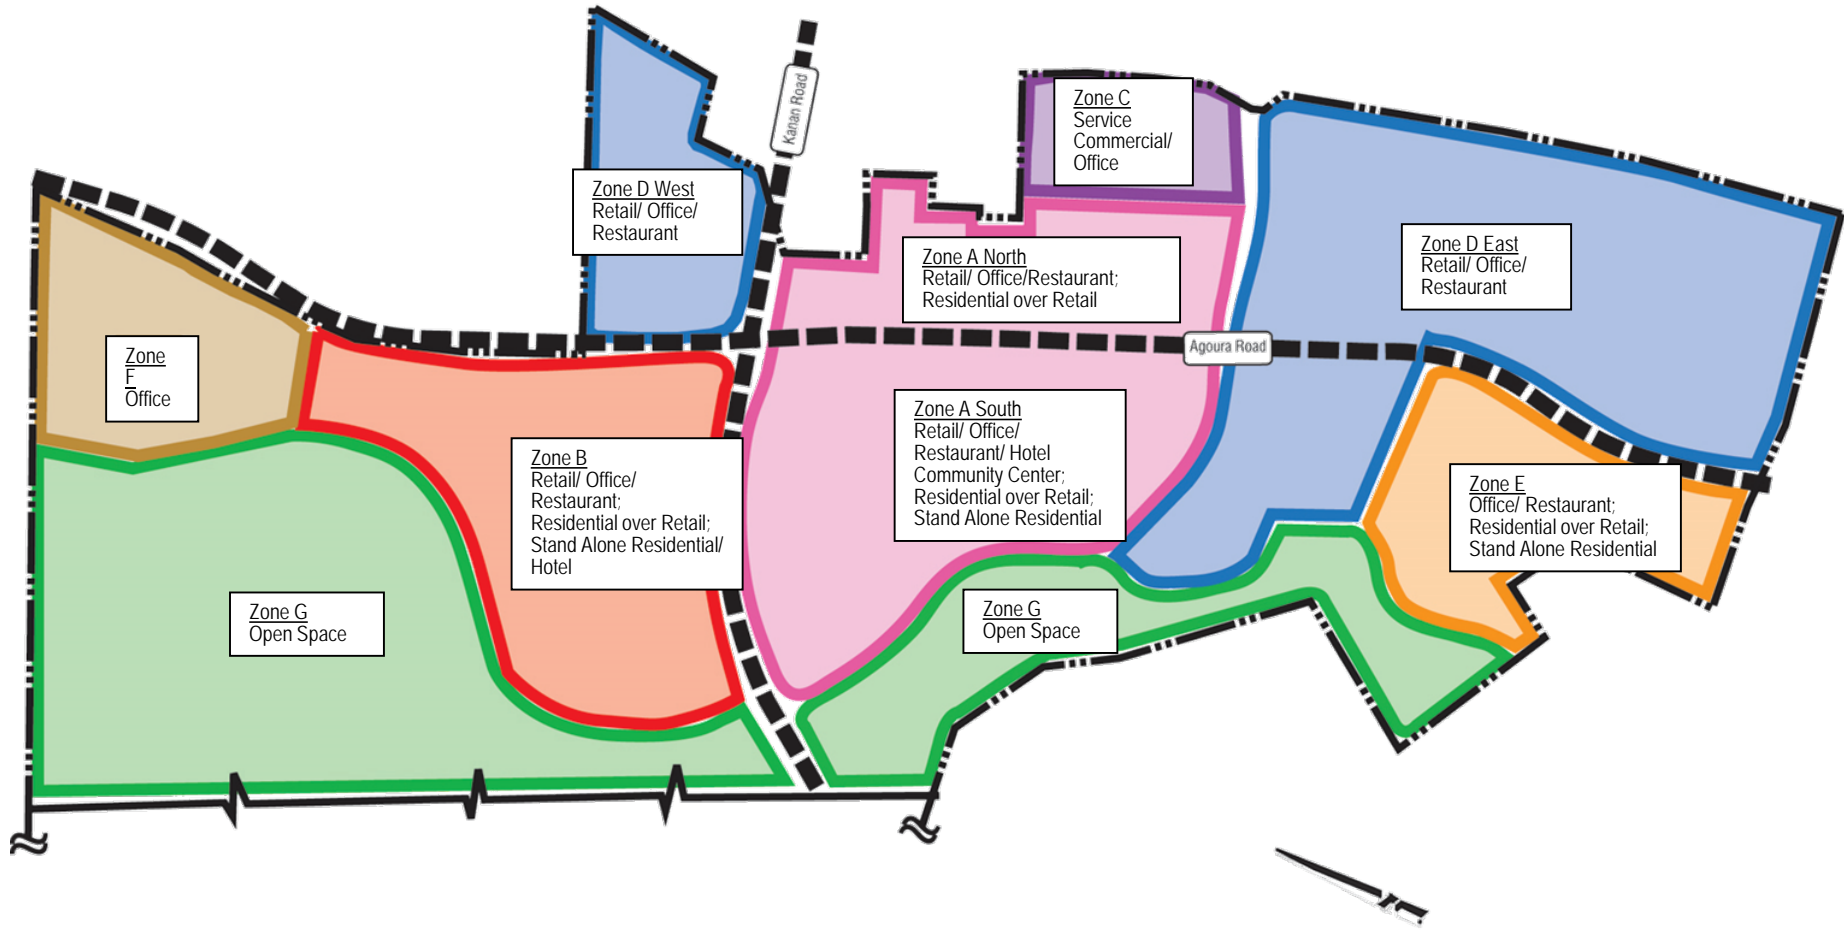 Kanan Road
Zone C
Service
Commercial/
Office
Zone D West
Retail/ Office/
Restaurant
Zone A North
Retail/ Office/Restaurant;
Residential over Retail
Zone D East
Retail/ Office/
Restaurant
Agoura Road
Zone
F
Office
Zone A South
Retail/ Office/
Restaurant/ Hotel
Community Center;
Residential over Retail;
Stand Alone Residential
Zone B
Retail/ Office/
Restaurant;
Residential over Retail;
Stand Alone Residential/
Hotel
Zone E
Office/ Restaurant;
Residential over Retail;
Stand Alone Residential
Zone G
Open Space
Zone G
Open Space